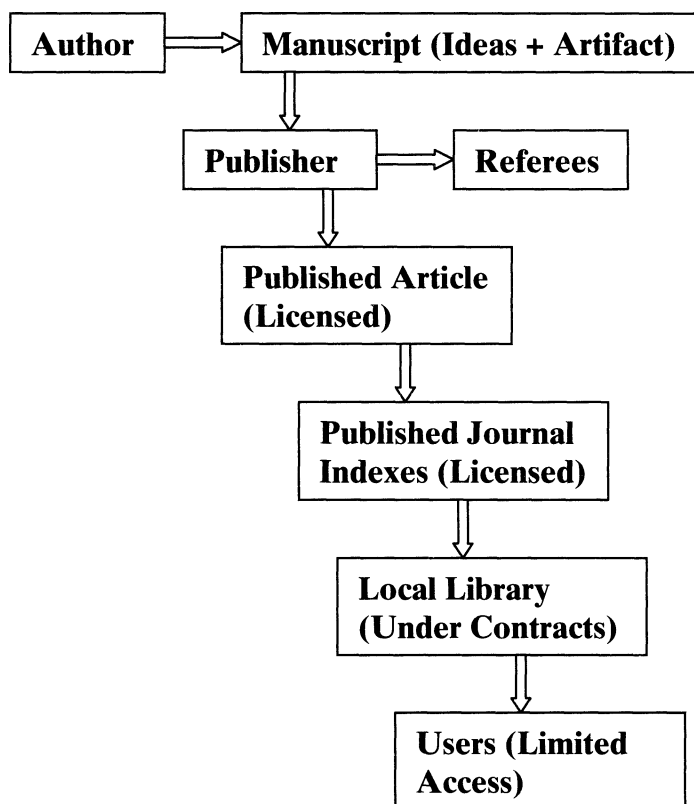 Author
Manuscript (Ideas + Artifact)
Publisher
Referees
Published Article
(Licensed)
Published Journal
Indexes (Licensed)
Local Library
(Under Contracts)
Users (Limited
Access)